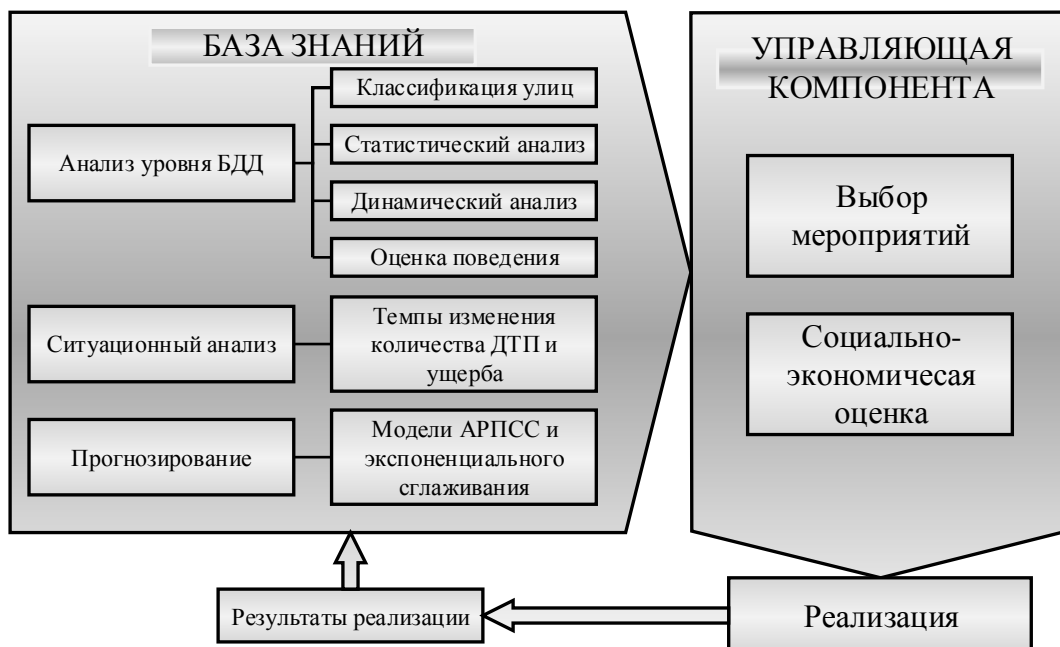 БАЗА ЗНАНИЙ
Анализ уровня БДД
Классификация улиц
Статистический анализ
Динамический анализ
Оценка поведения
Ситуационный анализ
Темпы изменения
количества ДТП и
ущерба
Прогнозирование
Модели АРПСС и
экспоненциального
сглаживания
УПРАВЛЯЮЩАЯ
КОМПОНЕНТА
Выбор
мероприятий
Социально-
экономичесая
оценка
Результаты реализации
Реализация